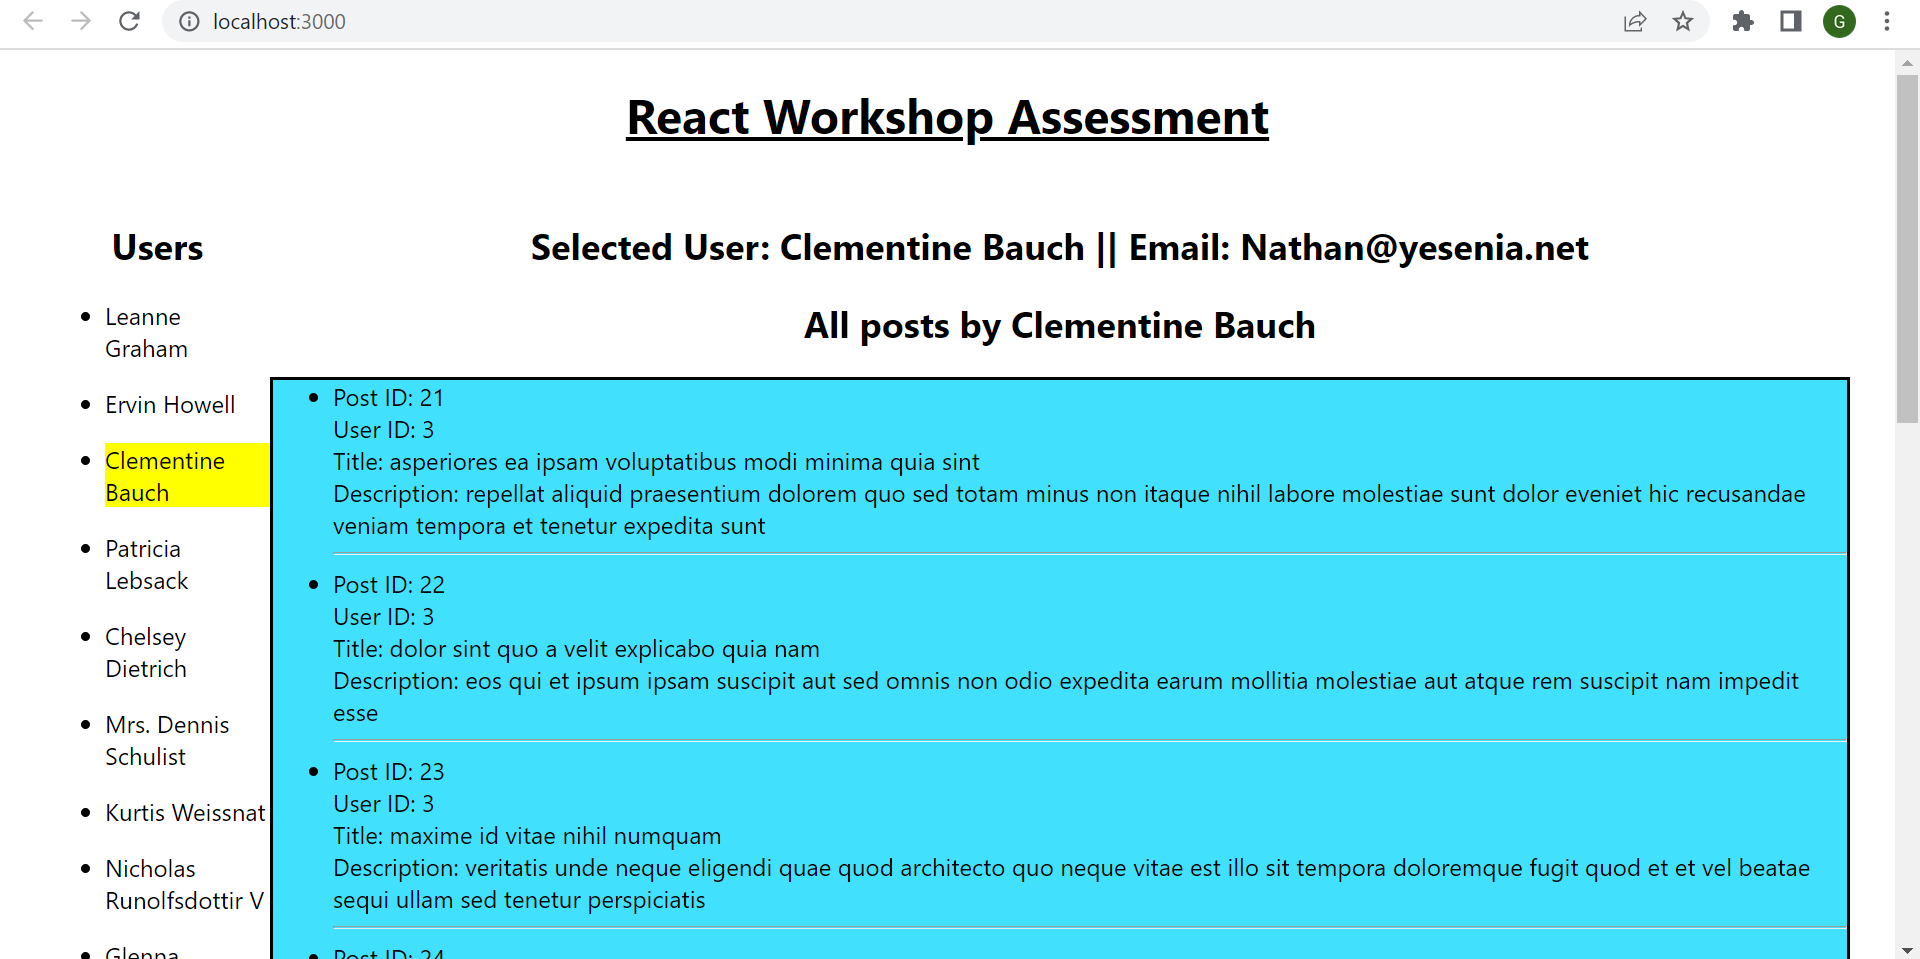 localhost:3000
G
React Workshop Assessment
Users
Leanne
Graham
Ervin Howell
Clementine
Bauch
Patricia
Lebsack
Chelsey
Dietrich
Mrs. Dennis
Schulist
Kurtis Weissnat
Nicholas
Runolfsdottir V
Glenna
Selected User: Clementine Bauch || Email: Nathan@yesenia.net
All posts by Clementine Bauch
Post ID: 21
User ID: 3
Title: asperiores ea ipsam voluptatibus modi minima quia sint
Description: repellat aliquid praesentium dolorem quo sed totam minus non itaque nihil labore molestiae sunt dolor eveniet hic recusandae
veniam tempora et tenetur expedita sunt
Post ID: 22
User ID: 3
Title: dolor sint quo a velit explicabo quia nam
Description: eos qui et ipsum ipsam suscipit aut sed omnis non odio expedita earum mollitia molestiae aut atque rem suscipit nam impedit
esse
Post ID: 23
User ID: 3
Title: maxime id vitae nihil numquam
Description: veritatis unde neque eligendi quae quod architecto quo neque vitae est illo sit tempora doloremque fugit quod et et vel beatae
sequi ullam sed tenetur perspiciatis
Post ID: 24